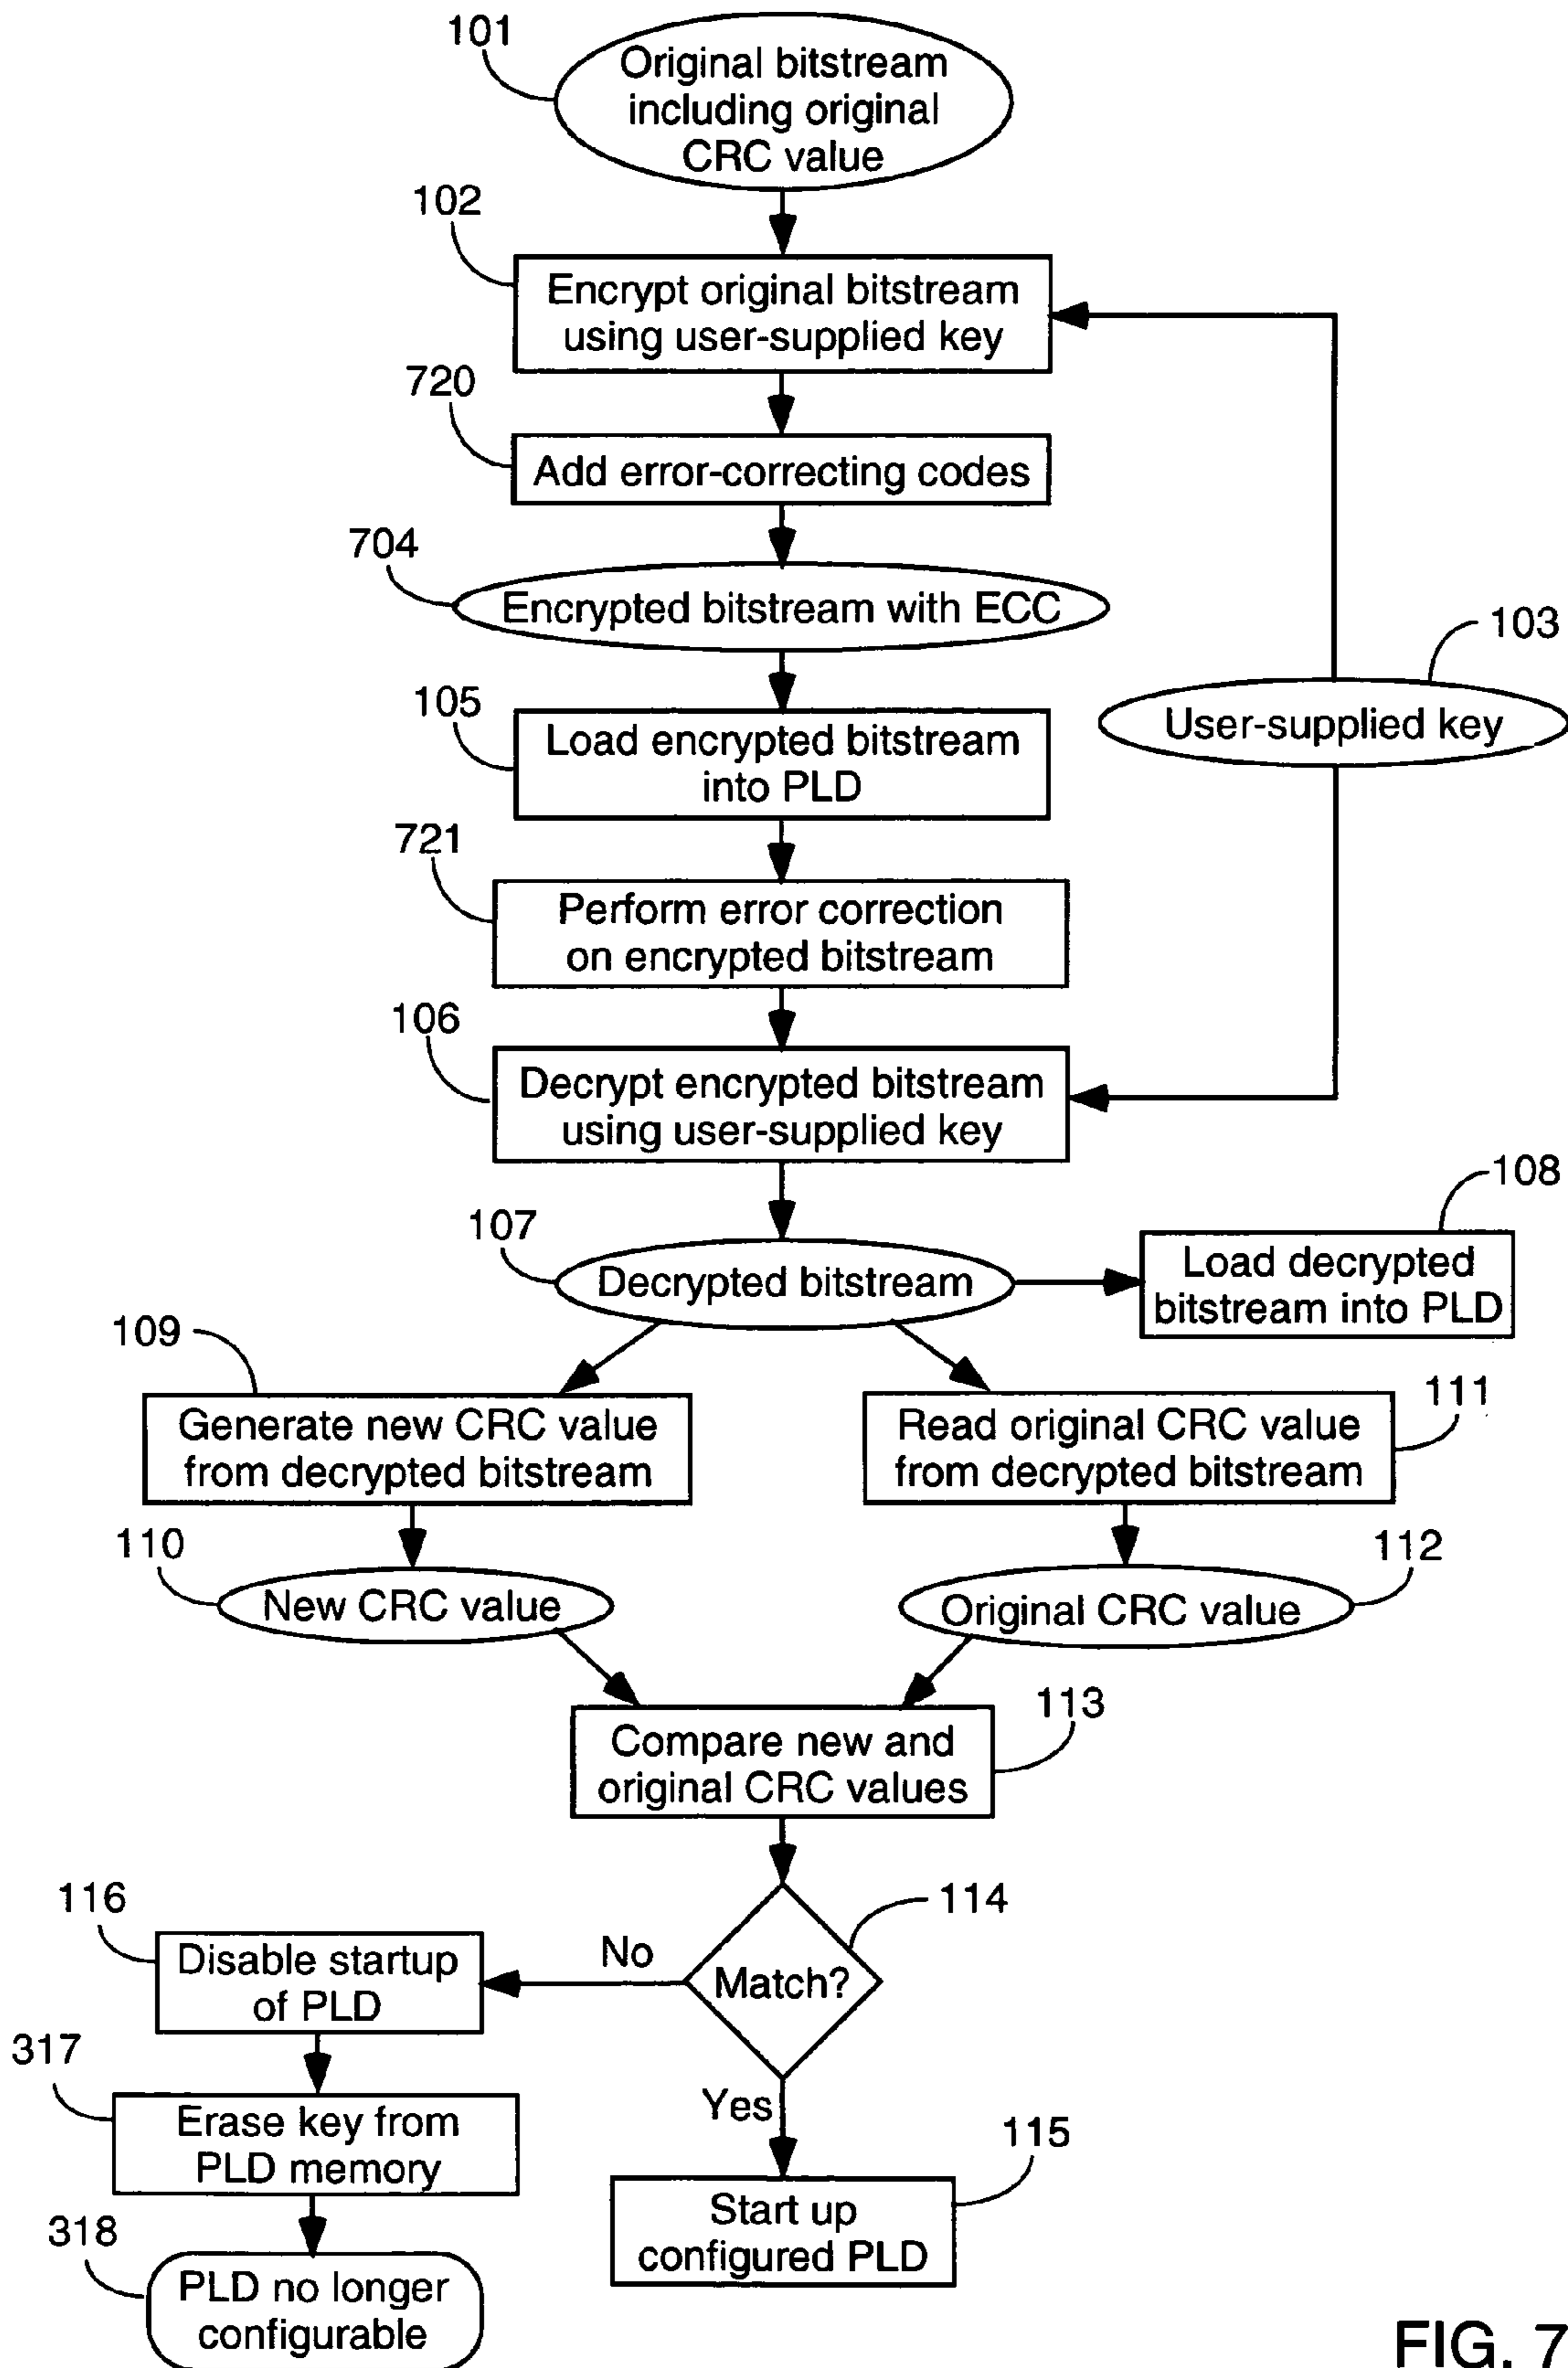 101
Original bitstream
including original
CRC value
102
Encrypt original bitstream
using user-supplied key
720
Add error-correcting codes
704
Encrypted bitstream with ECC
103
User-supplied key
105
Load encrypted bitstream
into PLD
721
Perform error correction
on encrypted bitstream
106
Decrypt encrypted bitstream
using user-supplied key
107
Decrypted bitstream
108
Load decrypted
bitstream into PLD
109
Generate new CRC value
from decrypted bitstream
111
Read original CRC value
from decrypted bitstream
110
New CRC value
112
Original CRC value
113
Compare new and
original CRC values
114
Match?
No
116
Disable startup
of PLD
317
Erase key from
PLD memory
Yes
115
Start up
configured PLD
318
PLD no longer
configurable
FIG. 7